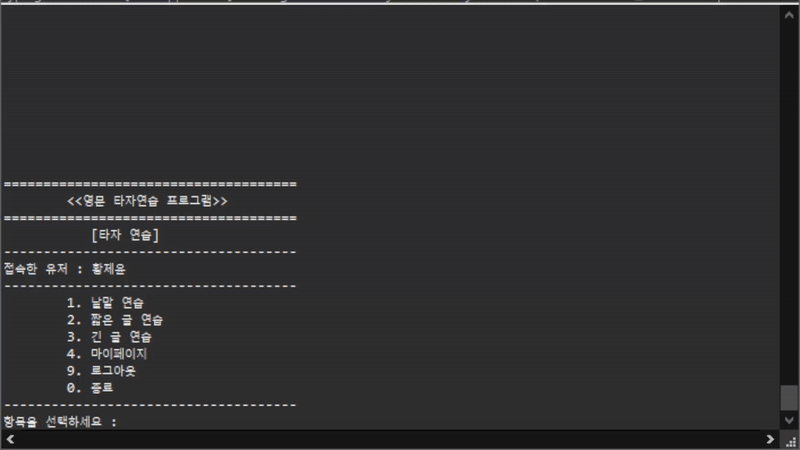 =====================================
<<영문 타자연습 프로그램>>
=====================================
[타자 연습]
-------------------------------------
접속한 유저 : 황제윤
-------------------------------------
1. 낱말 연습
2. 짧은 글 연습
3. 긴 글 연습
4. 마이페이지
9. 로그아웃
0. 종료
-------------------------------------
항목을 선택하세요 :